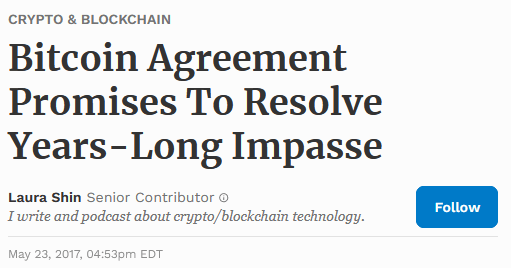 CRYPTO & BLOCKCHAIN
Bitcoin Agreement
Promises To Resolve
Years-Long Impasse
Laura Shin Senior Contributor
I write and podcast about crypto/blockchain technology.
Follow
May 23, 2017, 04:53pm EDT